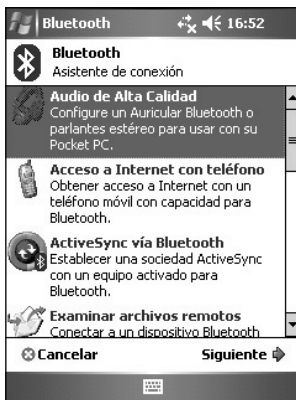 Bluetooth 16:52
Bluetooth
Asistente de conexión
Audio de Alta Calidad
Configure un Auricular Bluetooth o
parlantes estéreo para usar con su
Pocket PC.
Acceso a Internet con teléfono
Obtener acceso a Internet con un
teléfono móvil con capacidad para
Bluetooth.
ActiveSync vía Bluetooth
Establecer una sociedad ActiveSync
con un equipo activado para
Bluetooth.
Examinar archivos remotos
Conectar a un dispositivo Bluetooth
Cancelar Siguiente